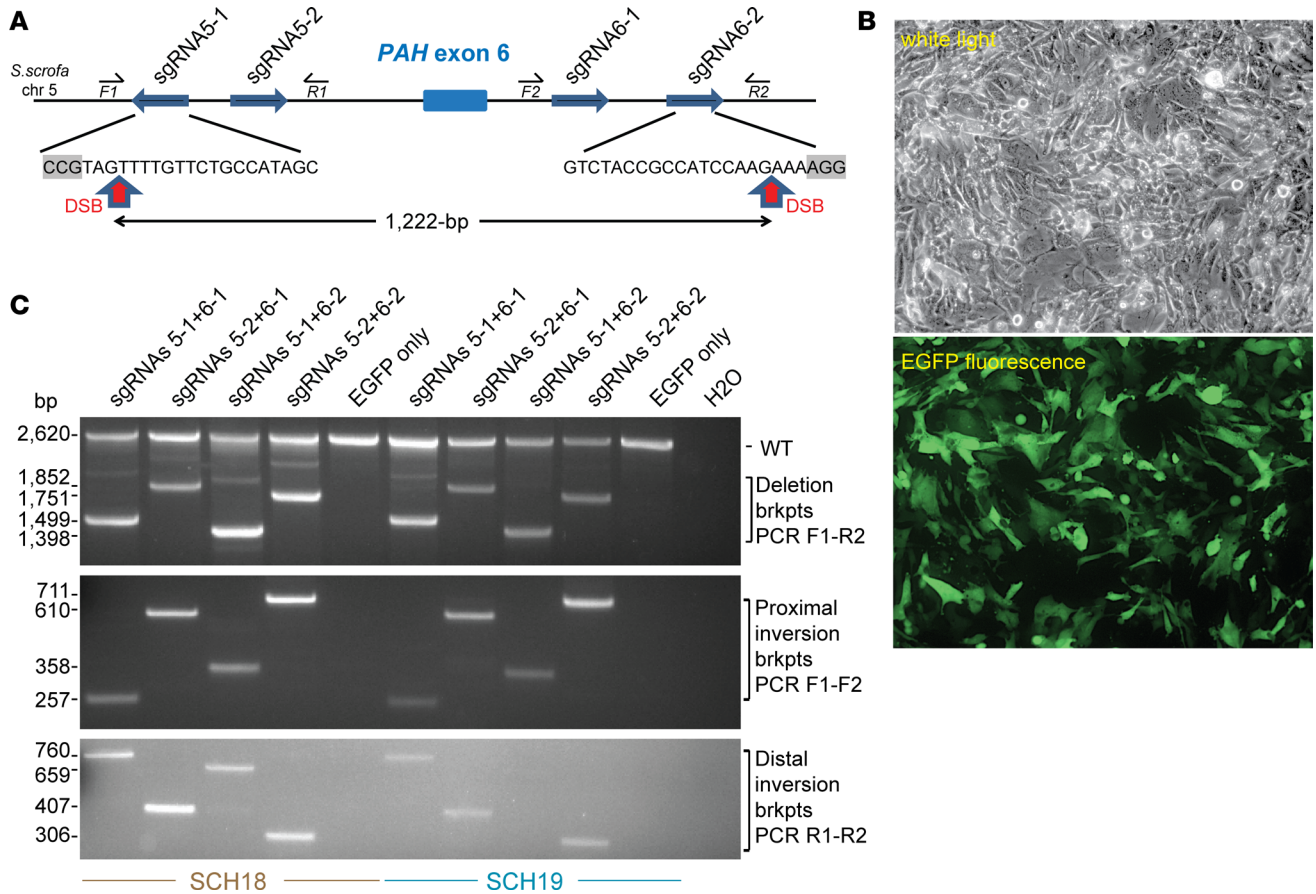 A
sgRNA5-1
sgRNA5-2
PAH exon 6
sgRNA6-1
sgRNA6-2
S.scrofa
chr 5
F1
R1
F2
R2
CCGTAGTTTTGTTCTGCCATAGC
GTCTACCGCCATCCAAGAAAAGG
DSB
1,222-bp
DSB
B
white light
EGFP fluorescence
C
sgRNAs 5-1+6-1
sgRNAs 5-2+6-1
sgRNAs 5-1+6-2
sgRNAs 5-2+6-2
EGFP only
sgRNAs 5-1+6-1
sgRNAs 5-2+6-1
sgRNAs 5-1+6-2
sgRNAs 5-2+6-2
EGFP only
H2O
bp
2,620-
1,852-
1,751-
1,499-
1,398-
- WT
Deletion
brkpts
PCR F1-R2
711-
610-
358-
257-
Proximal
inversion
brkpts
PCR F1-F2
760-
659-
407-
306-
Distal
inversion
brkpts
PCR R1-R2
SCH18
SCH19